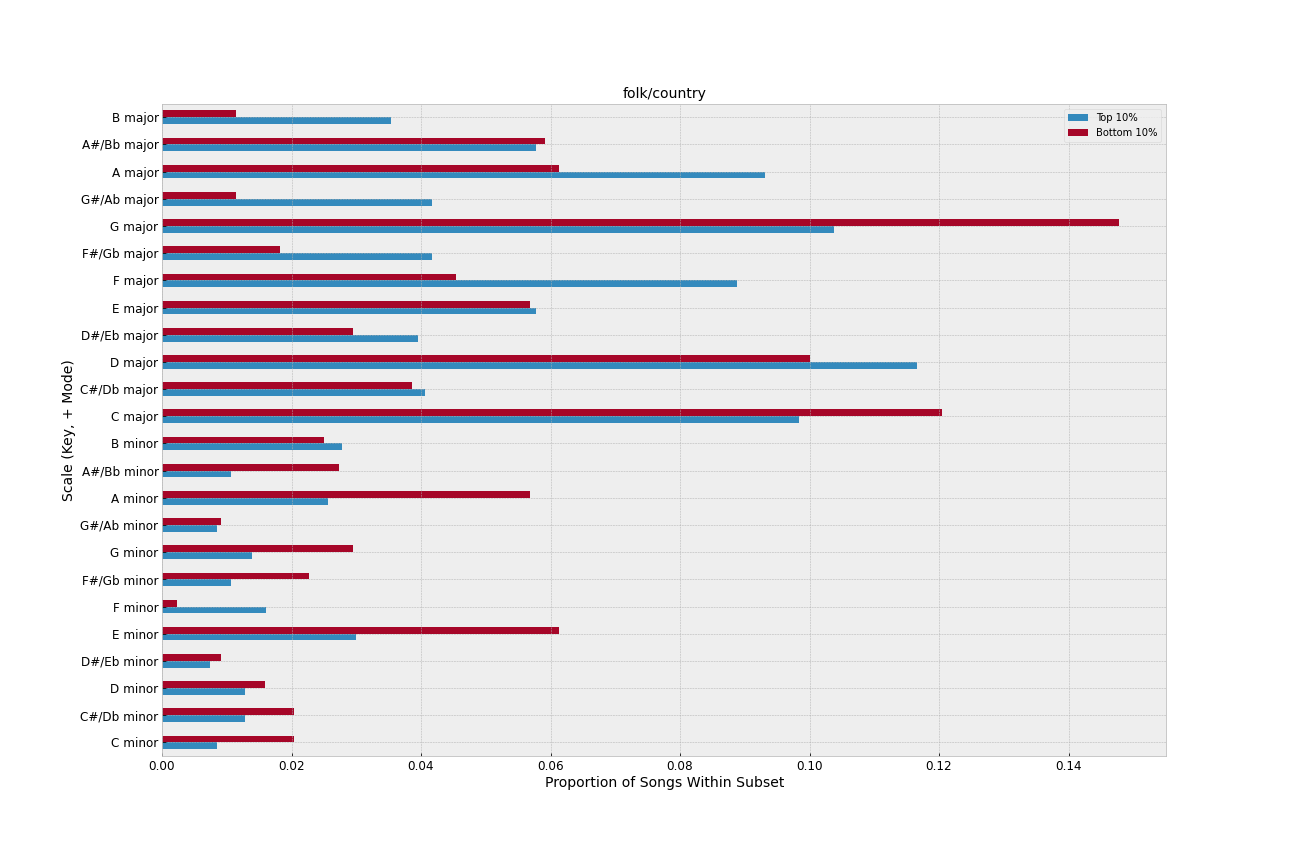 folk/country
Top 10%
Bottom 10%
B major
A#/Bb major
A major
G#/Ab major
G major
F#/Gb major
F major
E major
D#/Eb major
D major
C#/Db major
C major
B minor
A#/Bb minor
A minor
G#/Ab minor
G minor
F#/Gb minor
F minor
E minor
D#/Eb minor
D minor
C#/Db minor
C minor
Scale (Key, + Mode)
0.00 0.02 0.04 0.06 0.08 0.10 0.12 0.14
Proportion of Songs Within Subset